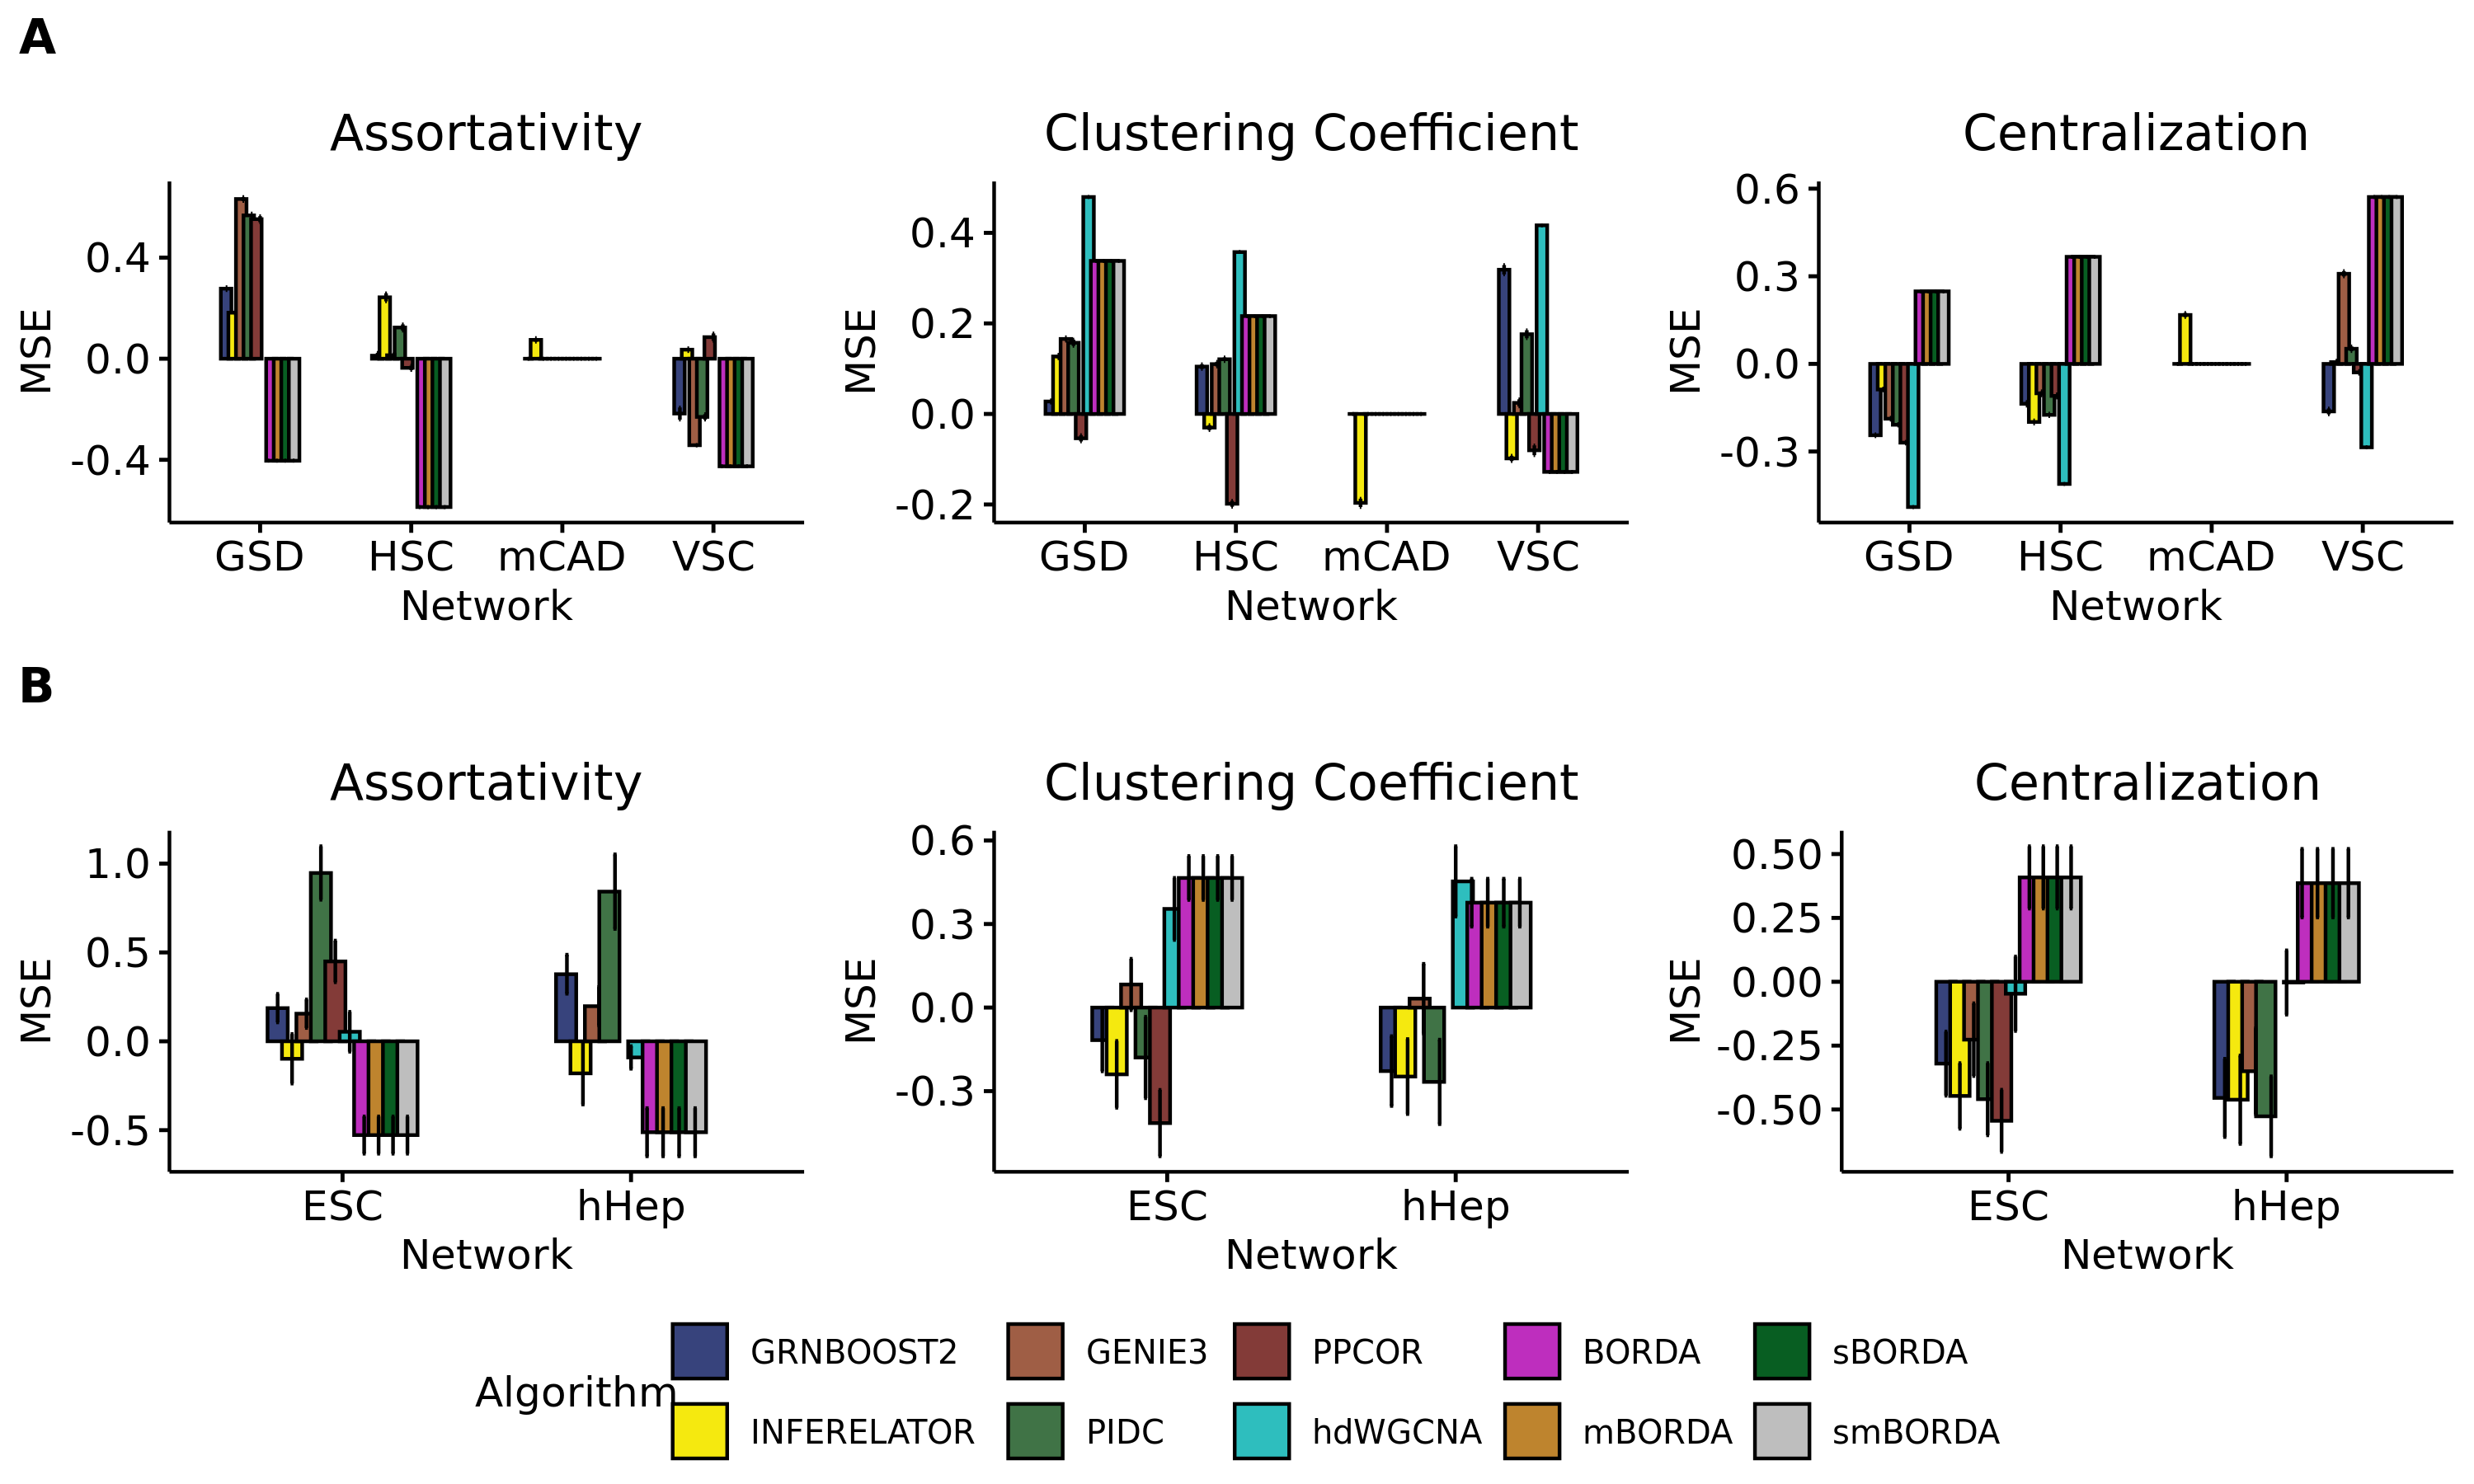 A
Assortativity
Clustering Coefficient
Centralization
MSE
0.4
0.0
-0.4
GSD HSC mCAD VSC
Network
MSE
0.4
0.2
0.0
-0.2
GSD HSC mCAD VSC
Network
MSE
0.6
0.3
0.0
-0.3
GSD HSC mCAD VSC
Network
B
Assortativity
Clustering Coefficient
Centralization
MSE
1.0
0.5
0.0
-0.5
ESC hHep
Network
MSE
0.6
0.3
0.0
-0.3
ESC hHep
Network
MSE
0.50
0.25
0.00
-0.25
-0.50
ESC hHep
Network
Algorithm
GRNBOOST2 GENIE3 PPCOR BORDA sBORDA
INFERELATOR PIDC hdWGCNA mBORDA smBORDA